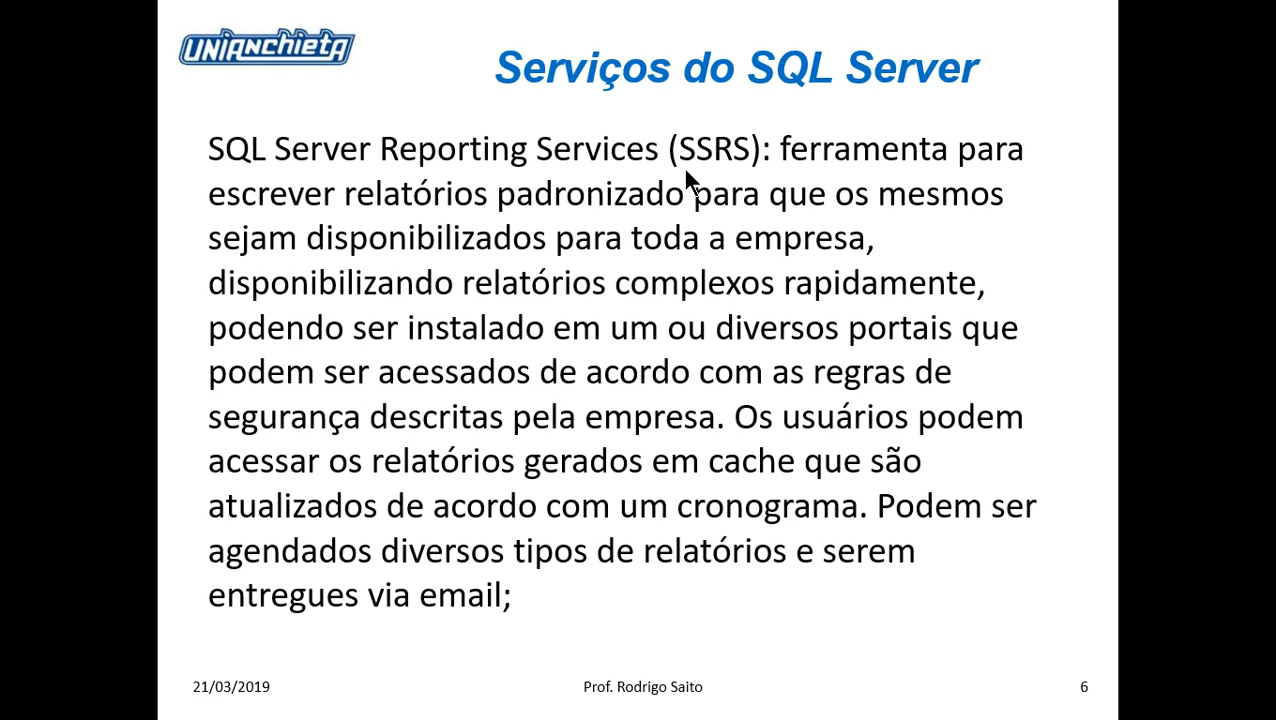 UNIANCHIETA
Serviços do SQL Server
SQL Server Reporting Services (SSRS): ferramenta para
escrever relatórios padronizado para que os mesmos
sejam disponibilizados para toda a empresa,
disponibilizando relatórios complexos rapidamente,
podendo ser instalado em um ou diversos portais que
podem ser acessados de acordo com as regras de
segurança descritas pela empresa. Os usuários podem
acessar os relatórios gerados em cache que são
atualizados de acordo com um cronograma. Podem ser
agendados diversos tipos de relatórios e serem
entregues via email;
21/03/2019
Prof. Rodrigo Saito
6